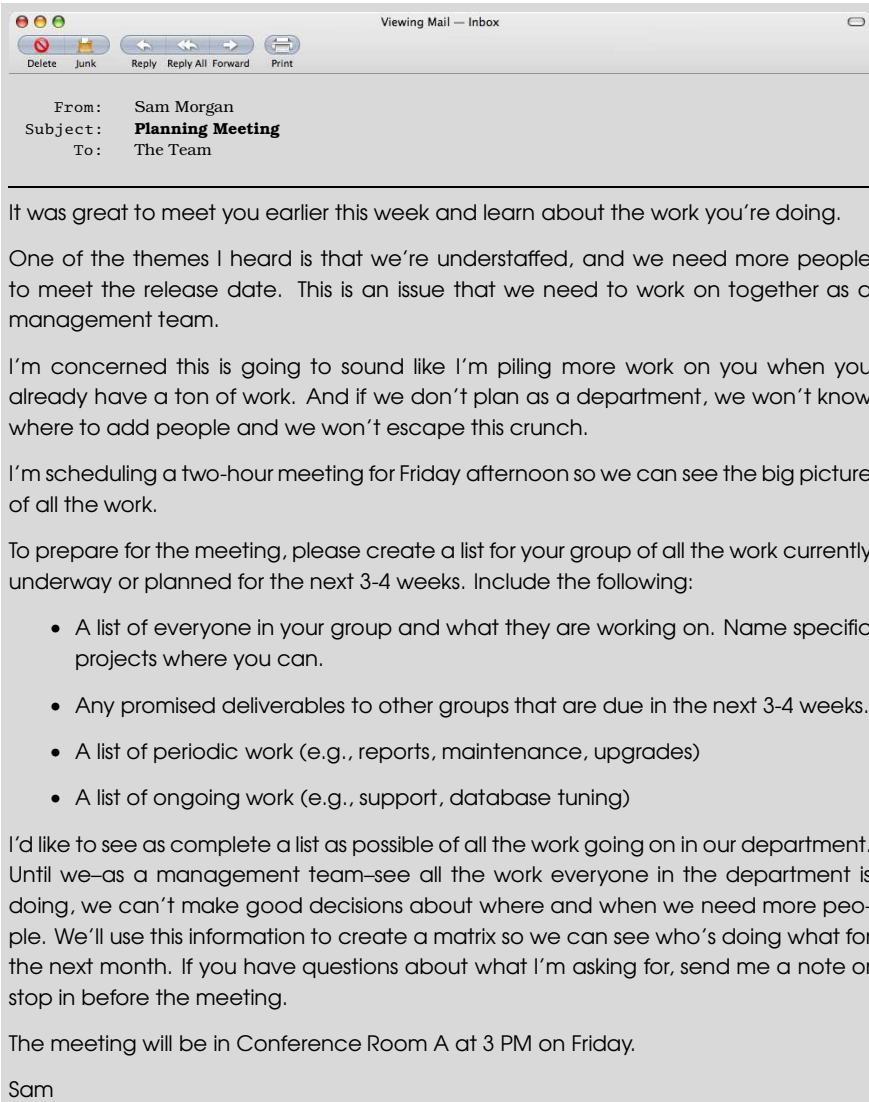 Viewing Mail — Inbox
Delete Junk Reply Reply All Forward Print
From: Sam Morgan
Subject: Planning Meeting
To: The Team
It was great to meet you earlier this week and learn about the work you're doing.
One of the themes I heard is that we're understaffed, and we need more people
to meet the release date. This is an issue that we need to work on together as a
management team.
I'm concerned this is going to sound like I'm piling more work on you when you
already have a ton of work. And if we don't plan as a department, we won't know
where to add people and we won't escape this crunch.
I'm scheduling a two-hour meeting for Friday afternoon so we can see the big picture
of all the work.
To prepare for the meeting, please create a list for your group of all the work currently
underway or planned for the next 3-4 weeks. Include the following:
• A list of everyone in your group and what they are working on. Name specific
projects where you can.
• Any promised deliverables to other groups that are due in the next 3-4 weeks.
• A list of periodic work (e.g., reports, maintenance, upgrades)
• A list of ongoing work (e.g., support, database tuning)
I'd like to see as complete a list as possible of all the work going on in our department.
Until we–as a management team–see all the work everyone in the department is
doing, we can't make good decisions about where and when we need more peo-
ple. We'll use this information to create a matrix so we can see who's doing what for
the next month. If you have questions about what I'm asking for, send me a note or
stop in before the meeting.
The meeting will be in Conference Room A at 3 PM on Friday.
Sam